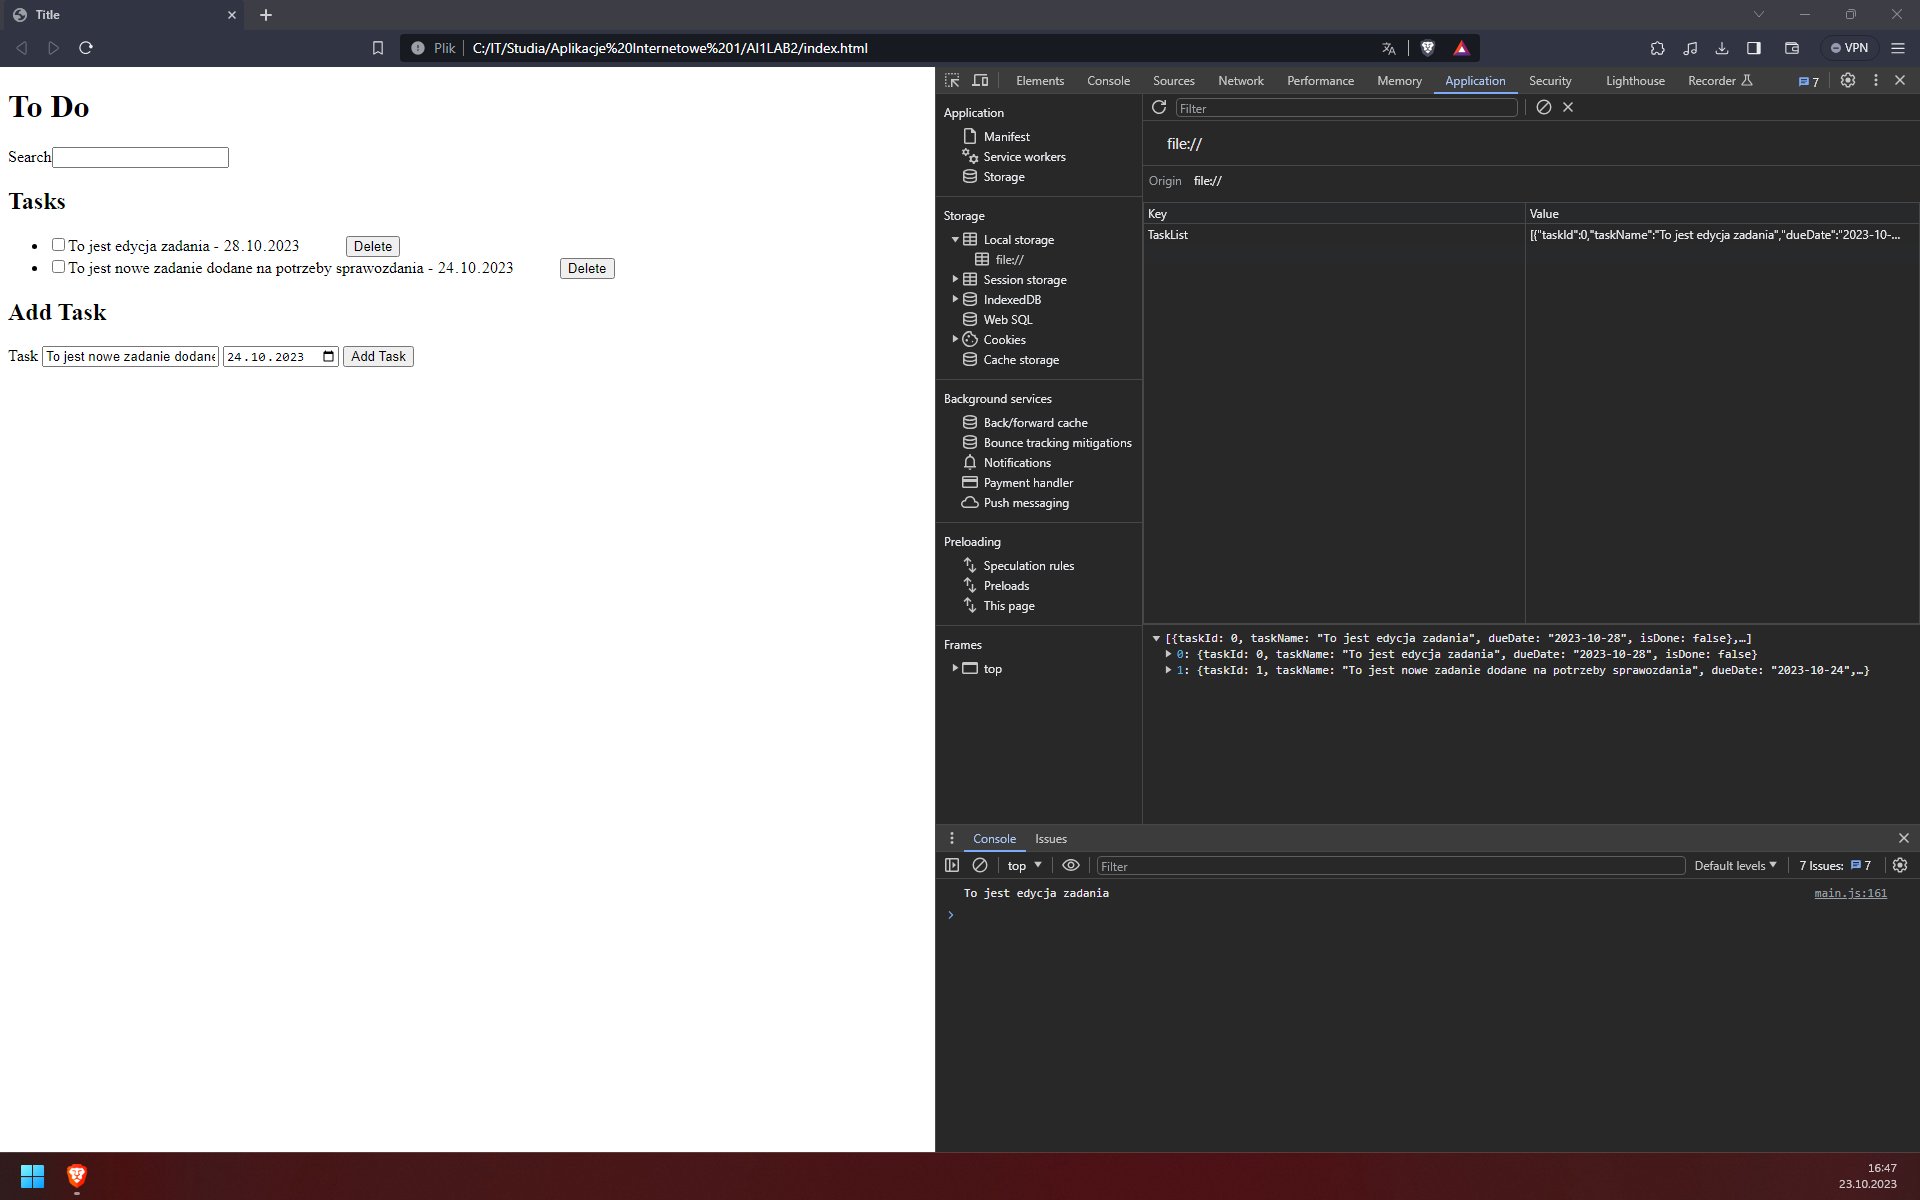 Title
Plik C:/IT/Studia/Aplikacje%20Internetowe%201/AI1LAB2/index.html
VPN
To Do
Search
Tasks
To jest edycja zadania - 28.10.2023 Delete
To jest nowe zadanie dodane na potrzeby sprawozdania - 24.10.2023 Delete
Add Task
Task To jest nowe zadanie dodane 24.10.2023 Add Task
Elements Console Sources Network Performance Memory Application Security Lighthouse Recorder 7
Application
Manifest
Service workers
Storage
Storage
Local storage
file://
Session storage
IndexedDB
Web SQL
Cookies
Cache storage
Background services
Back/forward cache
Bounce tracking mitigations
Notifications
Payment handler
Push messaging
Preloading
Speculation rules
Preloads
This page
Frames
top
Filter
file://
Origin file://
Key Value
TaskList [{"taskId":0,"taskName":"To jest edycja zadania","dueDate":"2023-10-...
[{taskId: 0, taskName: "To jest edycja zadania", dueDate: "2023-10-28", isDone: false},…]
0: {taskId: 0, taskName: "To jest edycja zadania", dueDate: "2023-10-28", isDone: false}
1: {taskId: 1, taskName: "To jest nowe zadanie dodane na potrzeby sprawozdania", dueDate: "2023-10-24",…}
Console Issues
top Filter Default levels 7 Issues: 7
To jest edycja zadania main.js:161
16:47
23.10.2023